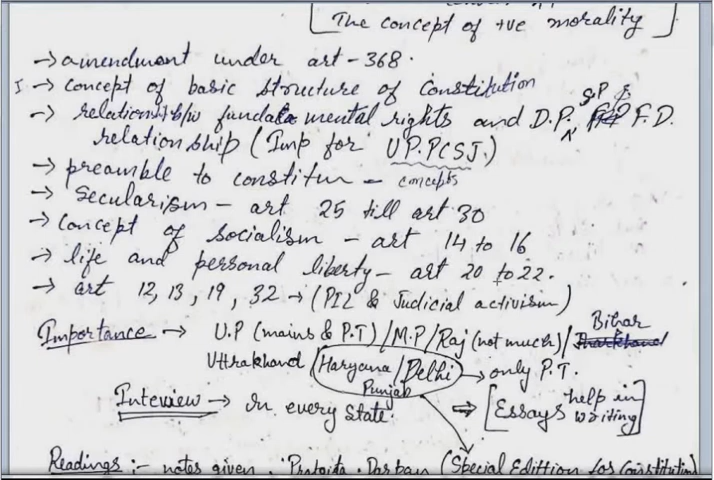 [The concept of +ve morality]
→ amendment under art - 368.
I → concept of basic structure of constitution
→ relationship b/w fundamental rights and D.P.S.P & F.D.
relationship (Imp for U.P.PCSJ.)
→ preamble to constitun - concepts
→ Secularism - art 25 till art 30
→ concept of socialism - art 14 to 16
→ life and personal liberty - art 20 to 22.
→ art 12, 13, 19, 32 → (PIL & Judicial activism)
Importance → U.P (mains & P.T) / M.P / Raj (not much) / Bihar
Uttrakhand / Haryana / Delhi Punjab → only P.T.
Interview → In every State. ⇒ [Essays help in writing]
Readings :- notes given, Darpan (Special Edittion for Constitution)